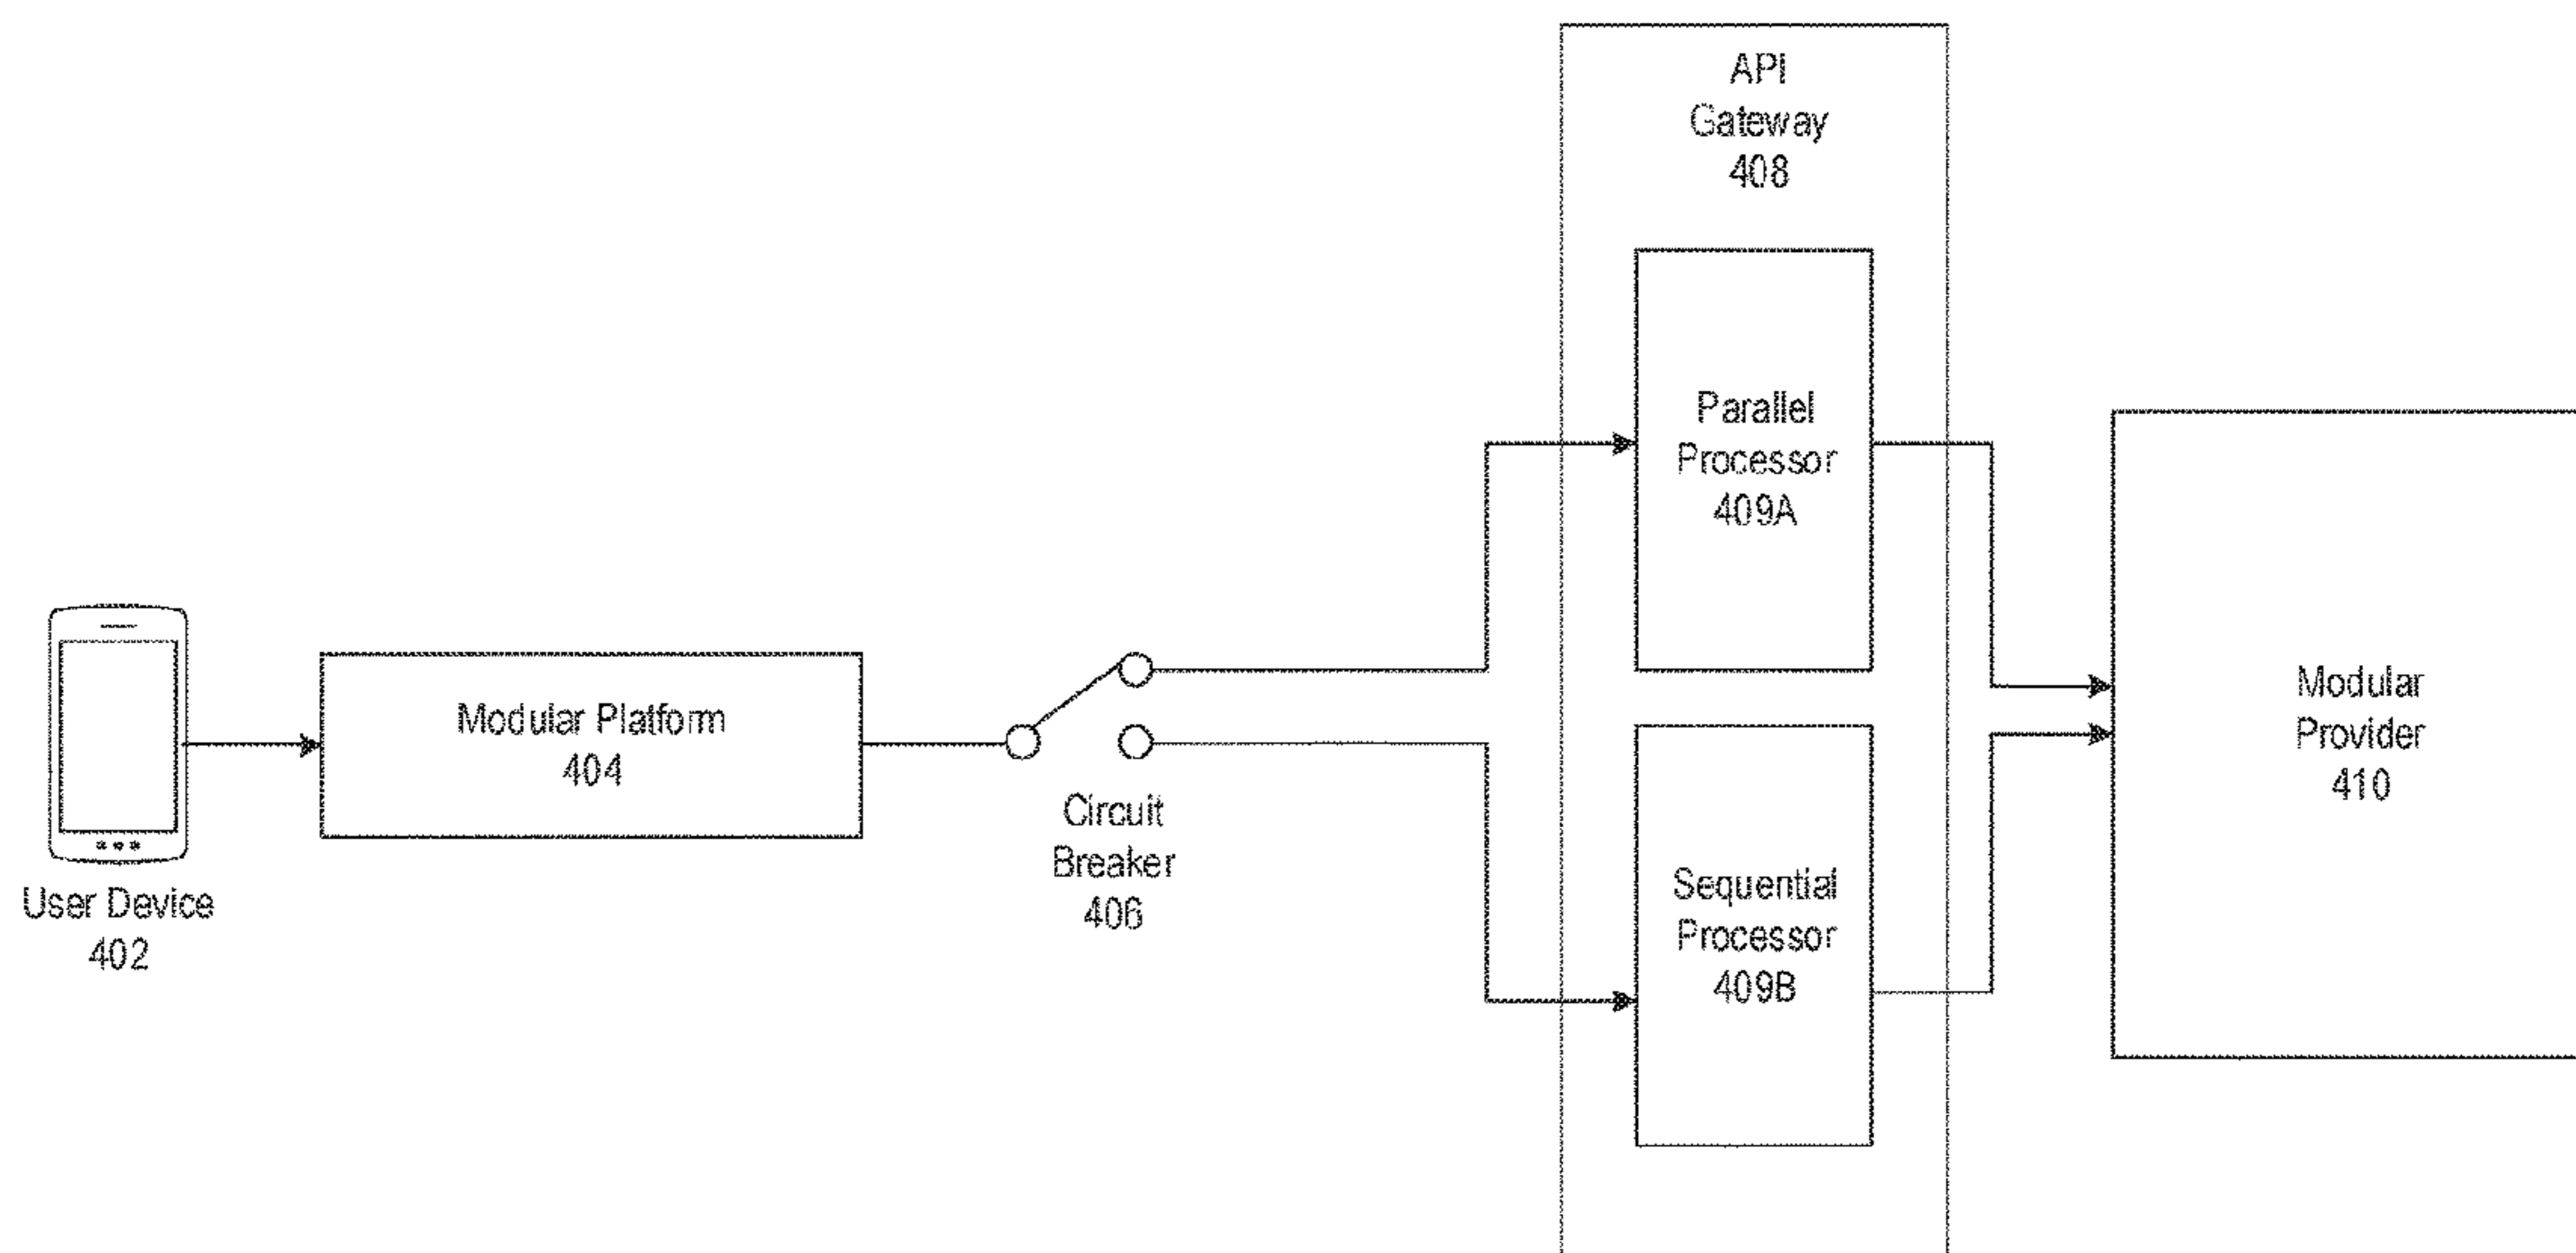 API
Gateway
408
Parallel
Processor
409A
Modular Platform
404
Modular
Provider
410
Circuit
Breaker
406
Sequential
Processor
409B
User Device
402